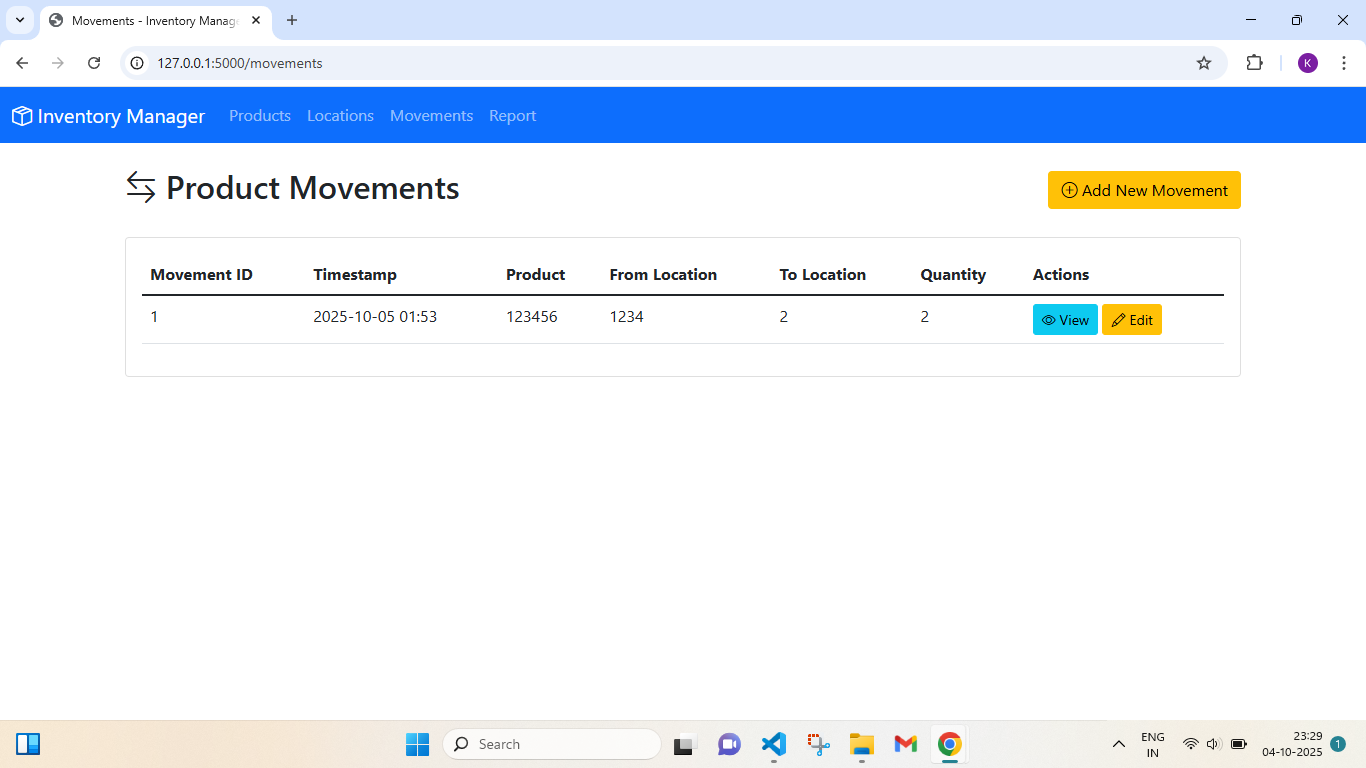 Movements - Inventory Manage
127.0.0.1:5000/movements
K
Inventory Manager Products Locations Movements Report
Product Movements
Add New Movement
Movement ID Timestamp Product From Location To Location Quantity Actions
1 2025-10-05 01:53 123456 1234 2 2 View Edit
Search
ENG
IN
23:29
04-10-2025
1